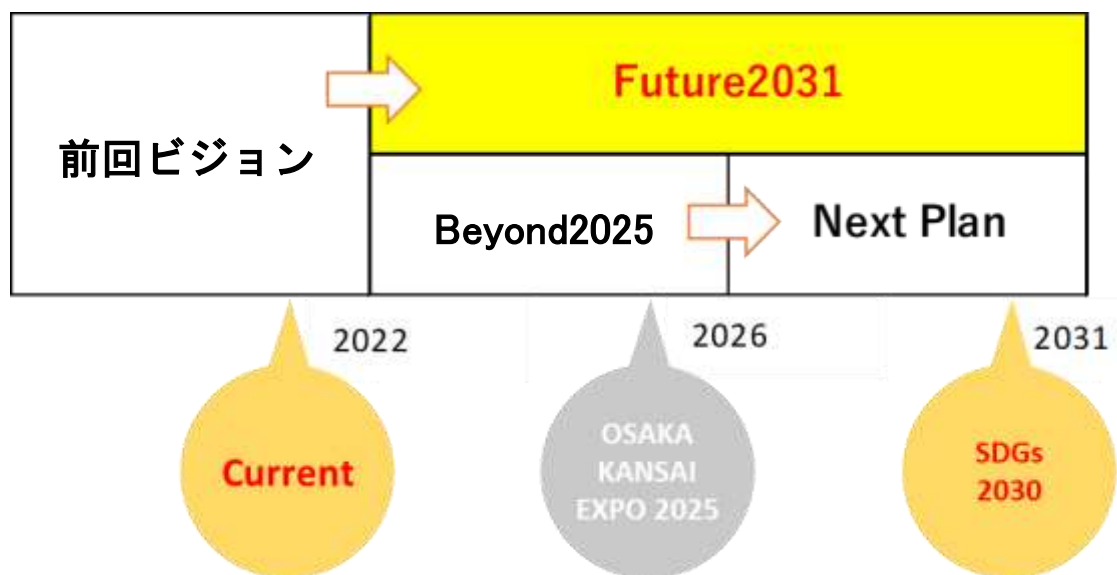 前回ビジョン
Future2031
Beyond2025
Next Plan
2022
2026
2031
Current
OSAKA
KANSAI
EXPO 2025
SDGs
2030